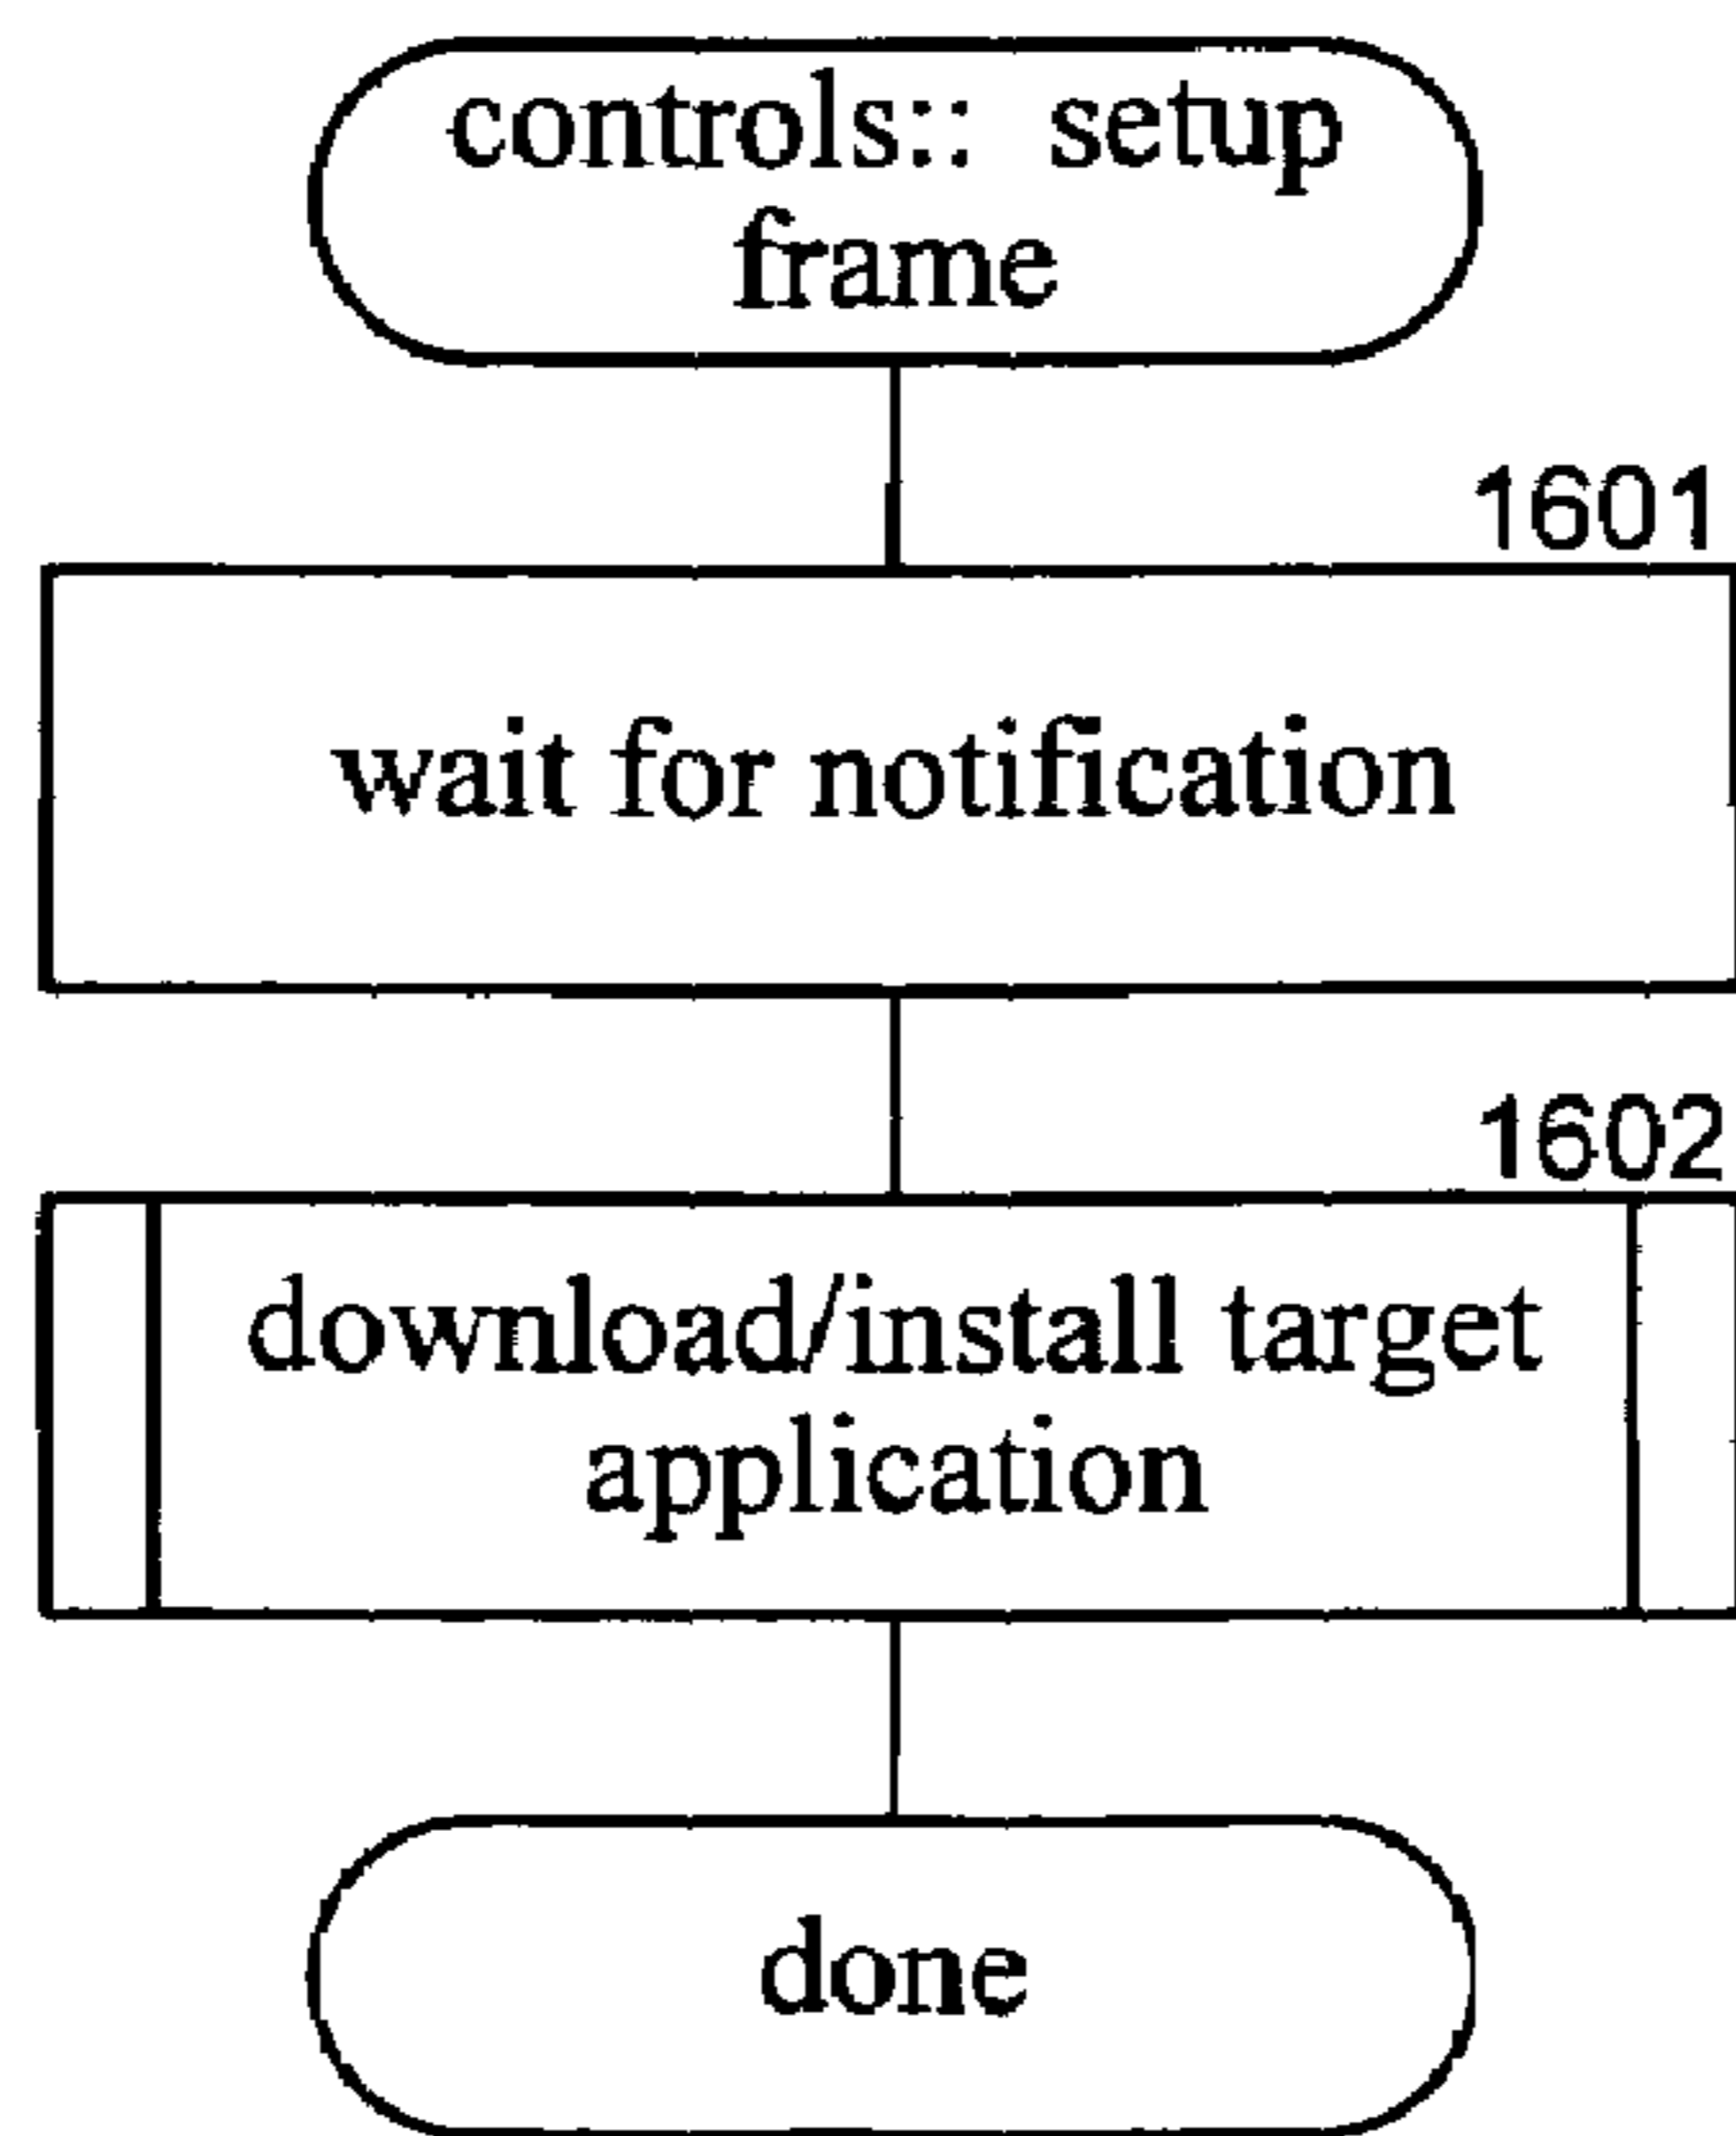 controls:: setup
frame
1601
wait for notification
1602
download/install target
application
done